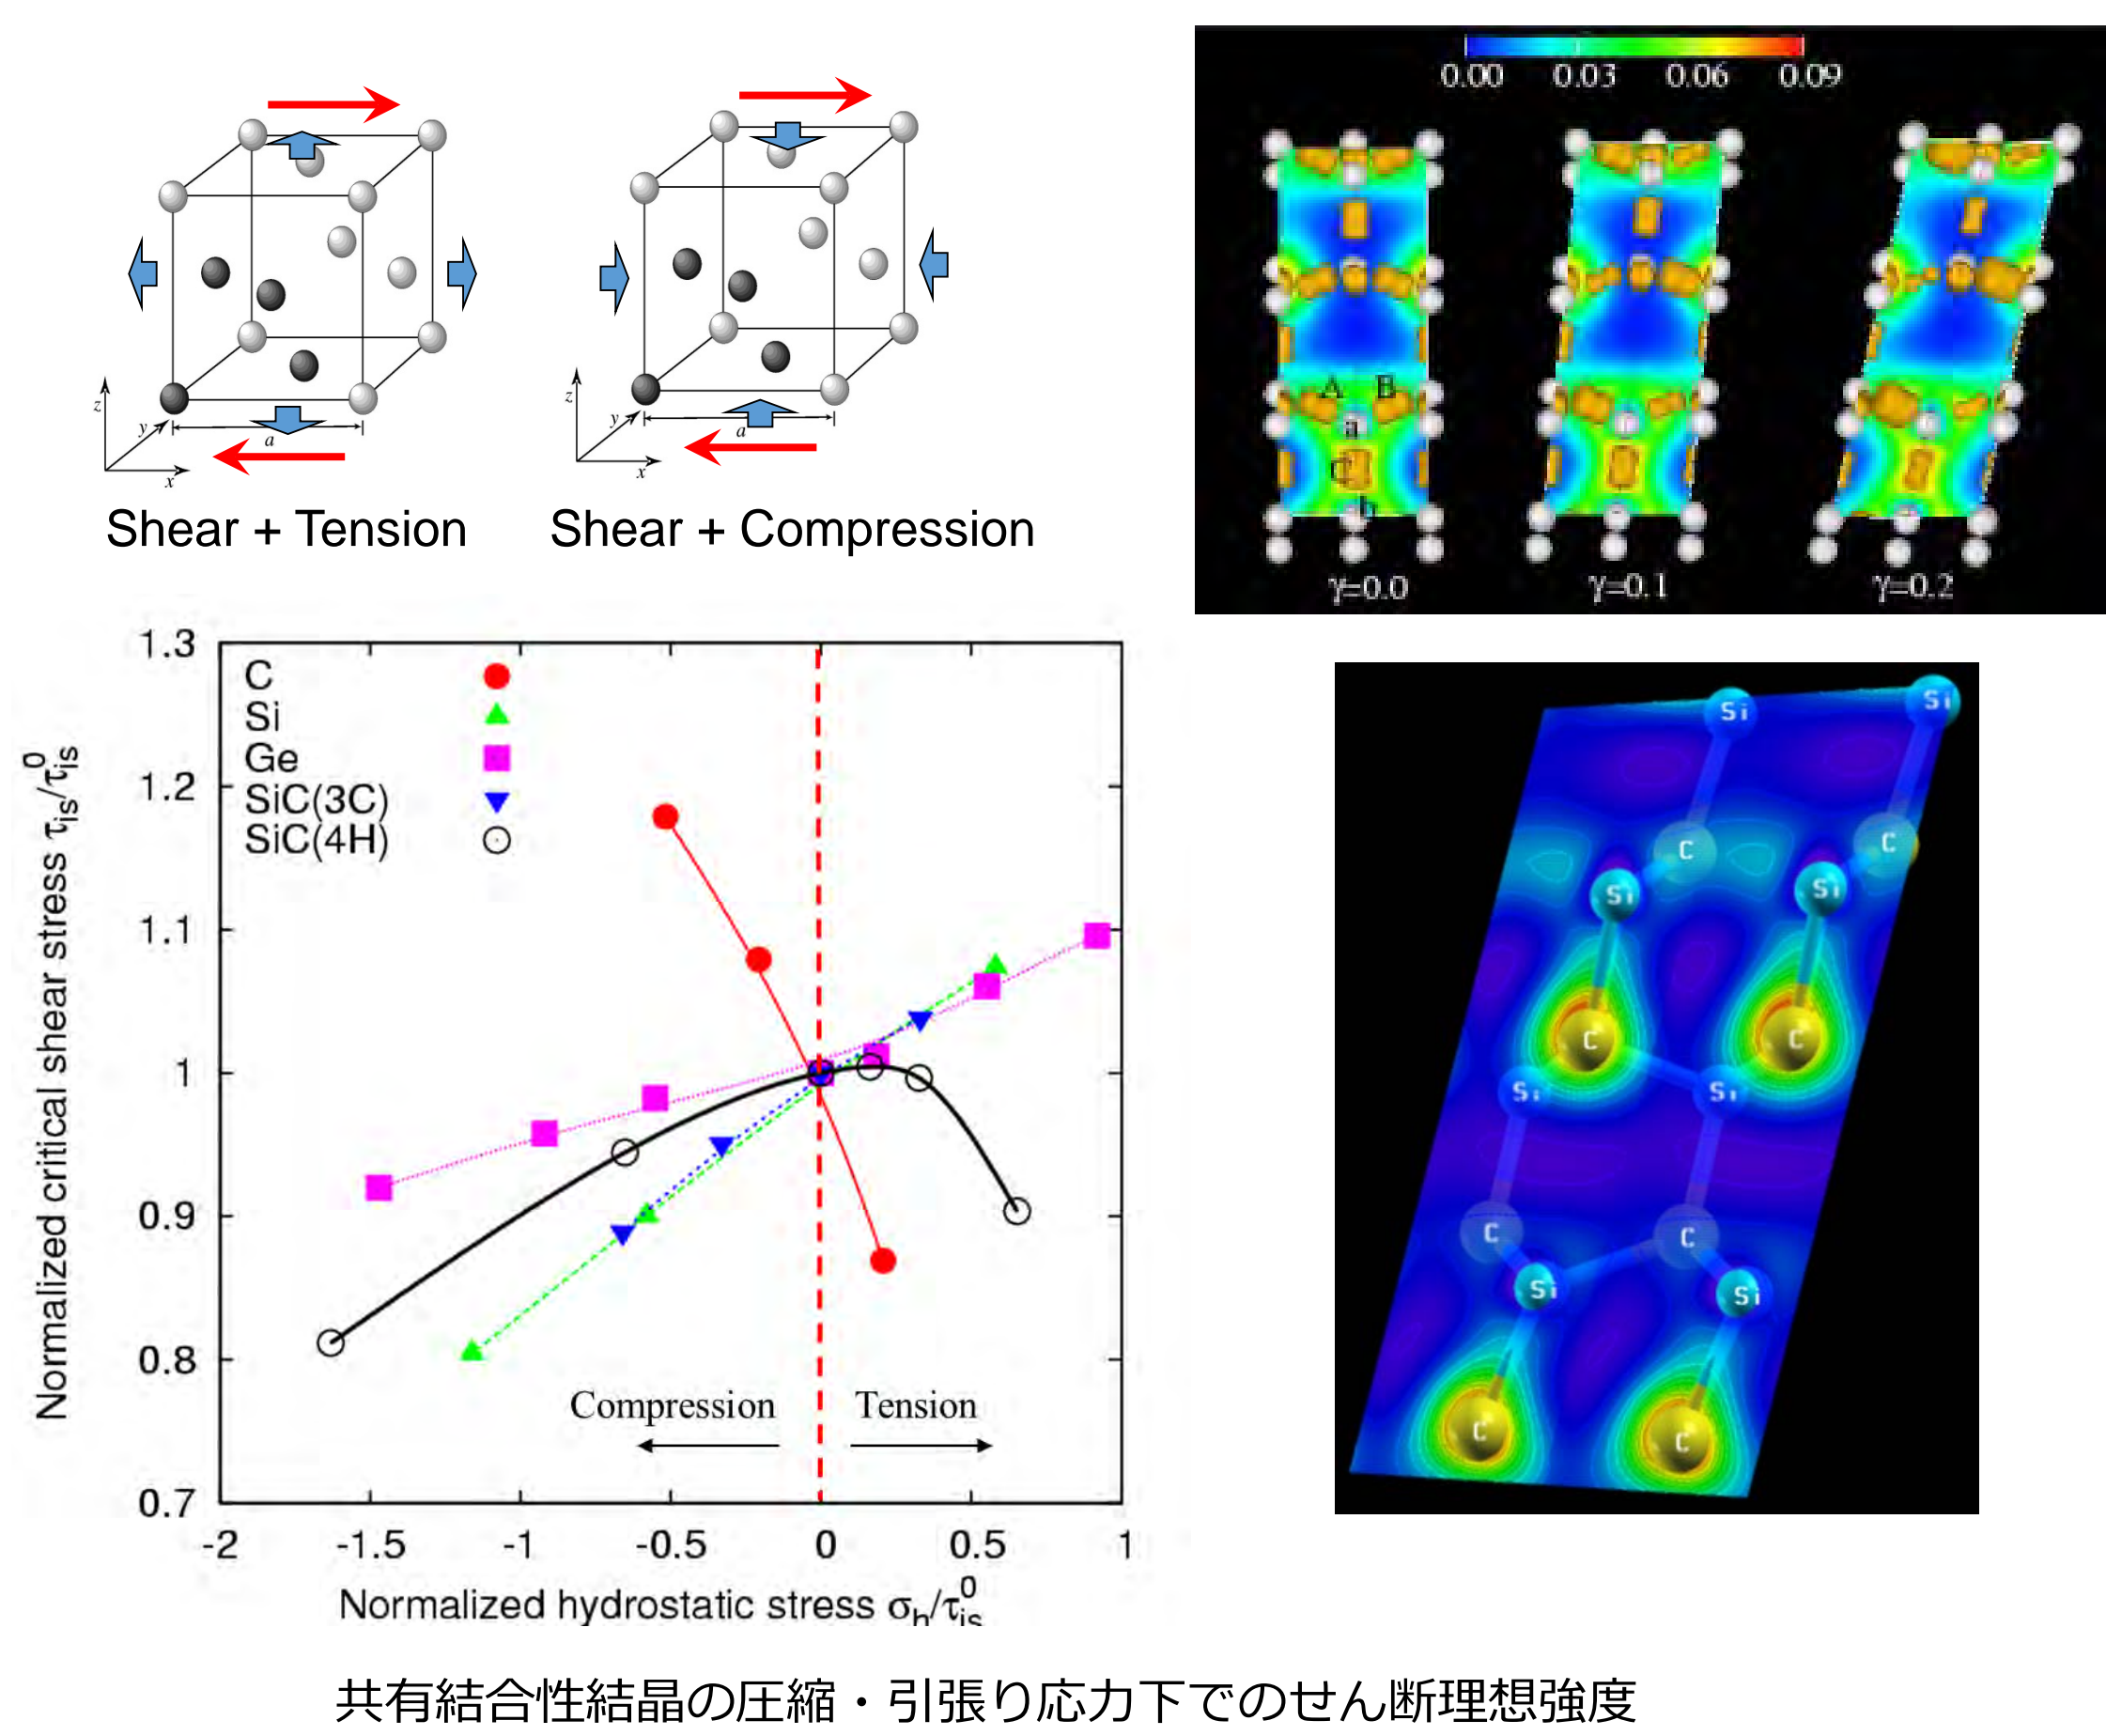 z
y
x
a
Shear + Tension
z
y
x
a
Shear + Compression
0.00 0.03 0.06 0.09
A B
a
C
b
γ=0.0 γ=0.1 γ=0.2
Normalized critical shear stress τis/τis0
1.3
1.2
1.1
1
0.9
0.8
0.7
C
Si
Ge
SiC(3C)
SiC(4H)
Compression Tension
-2 -1.5 -1 -0.5 0 0.5 1
Normalized hydrostatic stress σh/τis0
Si Si
C C
Si Si
C C
Si Si
C C
Si Si
C C
共有結合性結晶の圧縮・引張り応力下でのせん断理想強度